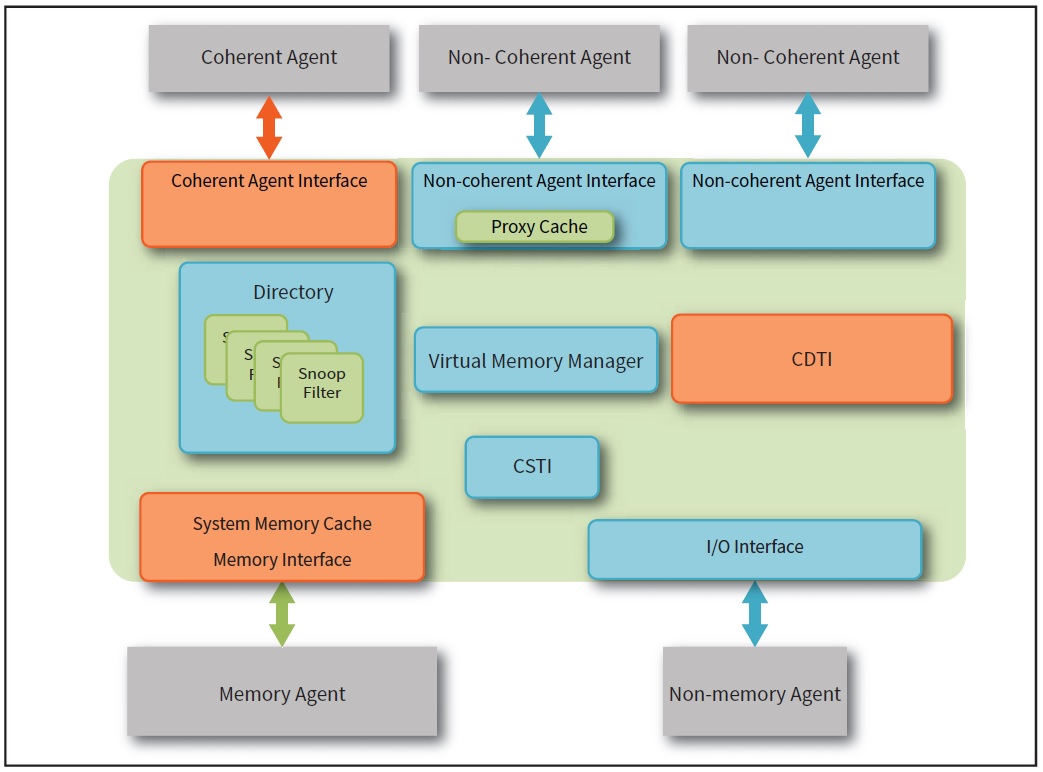 Coherent Agent
Non- Coherent Agent
Non- Coherent Agent
Coherent Agent Interface
Non-coherent Agent Interface
Non-coherent Agent Interface
Proxy Cache
Directory
S
S
F
S
Snoop
Filter
Virtual Memory Manager
CDTI
CSTI
System Memory Cache
Memory Interface
I/O Interface
Memory Agent
Non-memory Agent